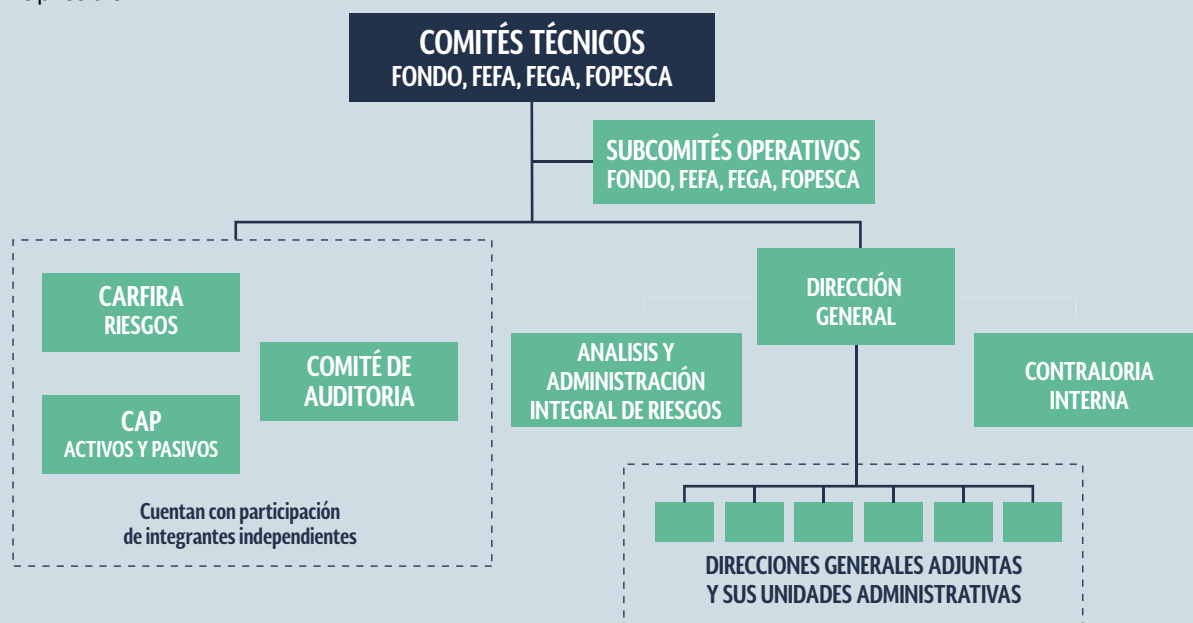 COMITÉS TÉCNICOS
FONDO, FEFA, FEGA, FOPESCA
SUBCOMITÉS OPERATIVOS
FONDO, FEFA, FEGA, FOPESCA
CARFIRA
RIESGOS
COMITÉ DE
AUDITORIA
CAP
ACTIVOS Y PASIVOS
Cuentan con participación
de integrantes independientes
DIRECCIÓN
GENERAL
ANALISIS Y
ADMINISTRACIÓN
INTEGRAL DE RIESGOS
CONTRALORIA
INTERNA
DIRECCIONES GENERALES ADJUNTAS
Y SUS UNIDADES ADMINISTRATIVAS